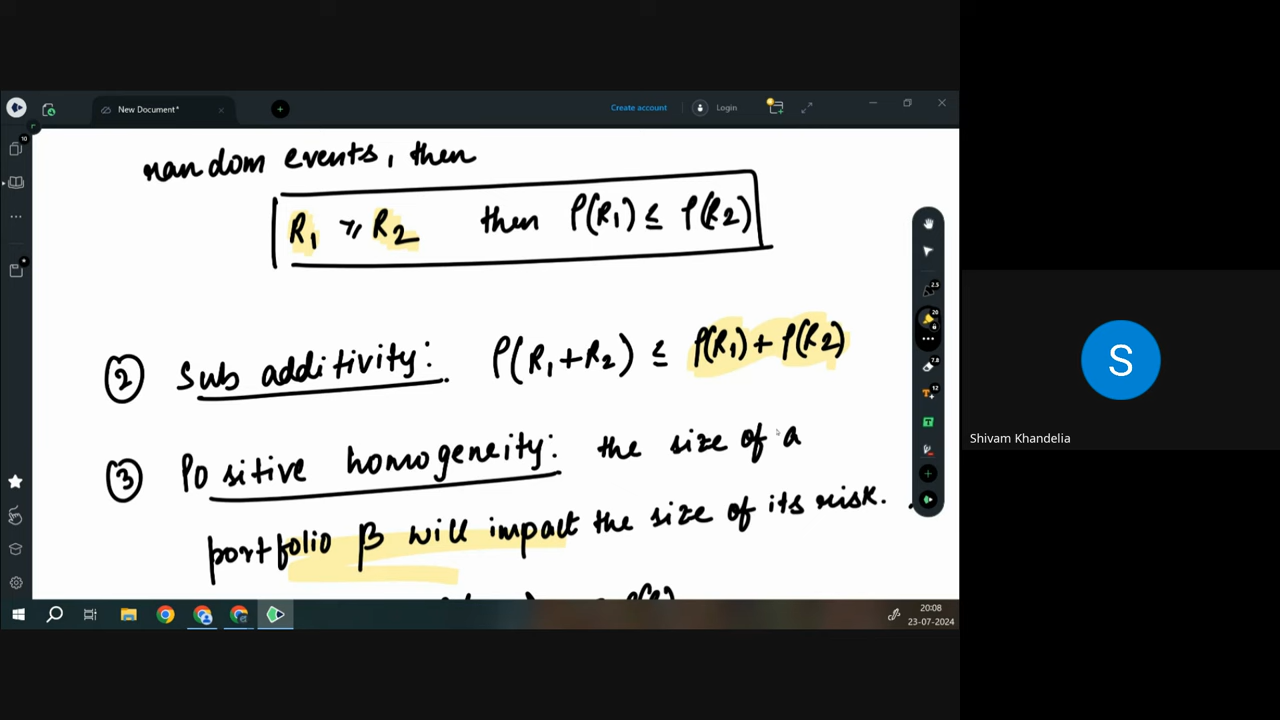 New Document*
Create account
Login
random events, then
R₁ ≥ R₂ then ρ(R₁) ≤ ρ(R₂)
② Sub additivity: ρ(R₁+R₂) ≤ ρ(R₁) + ρ(R₂)
③ Positive homogeneity: the size of a
portfolio β will impact the size of its risk.
S
Shivam Khandelia
20:08
23-07-2024